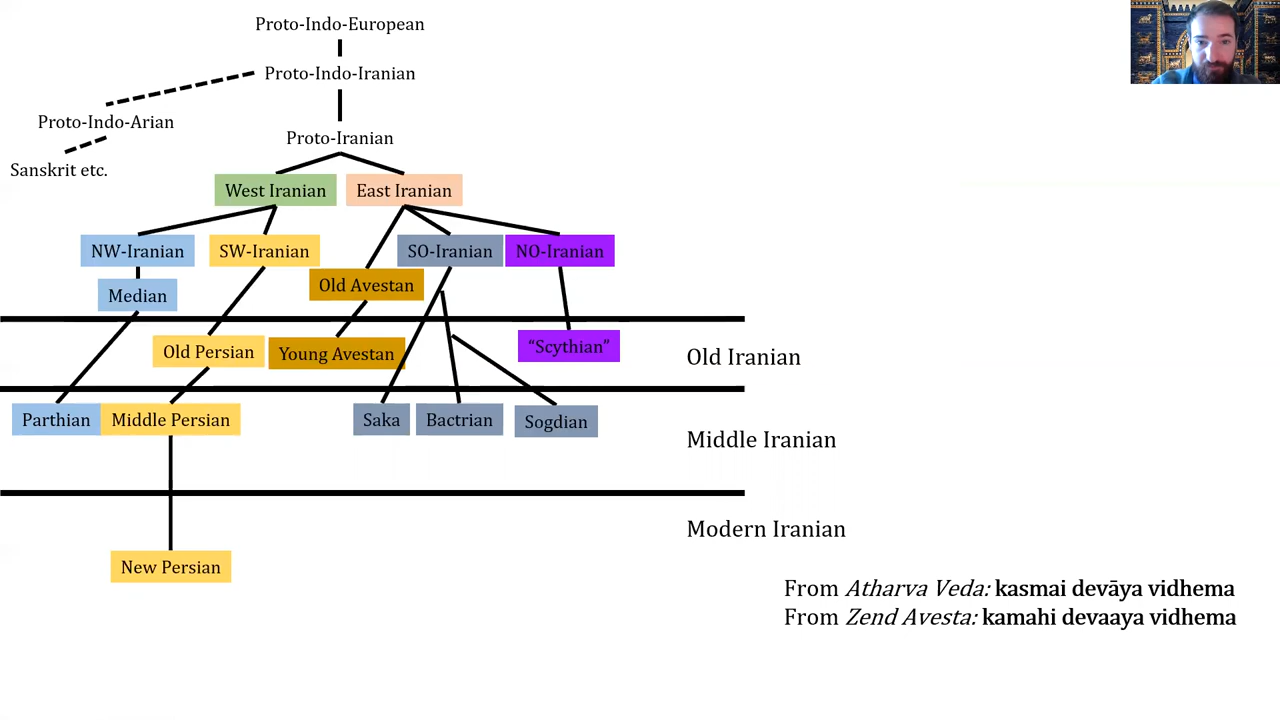 Proto-Indo-European
Proto-Indo-Iranian
Proto-Indo-Arian
Proto-Iranian
Sanskrit etc.
West Iranian
East Iranian
NW-Iranian
SW-Iranian
SO-Iranian
NO-Iranian
Old Avestan
Median
"Scythian"
Old Persian
Young Avestan
Old Iranian
Parthian
Middle Persian
Saka
Bactrian
Sogdian
Middle Iranian
Modern Iranian
New Persian
From Atharva Veda: kasmai devāya vidhema
From Zend Avesta: kamahi devaaya vidhema